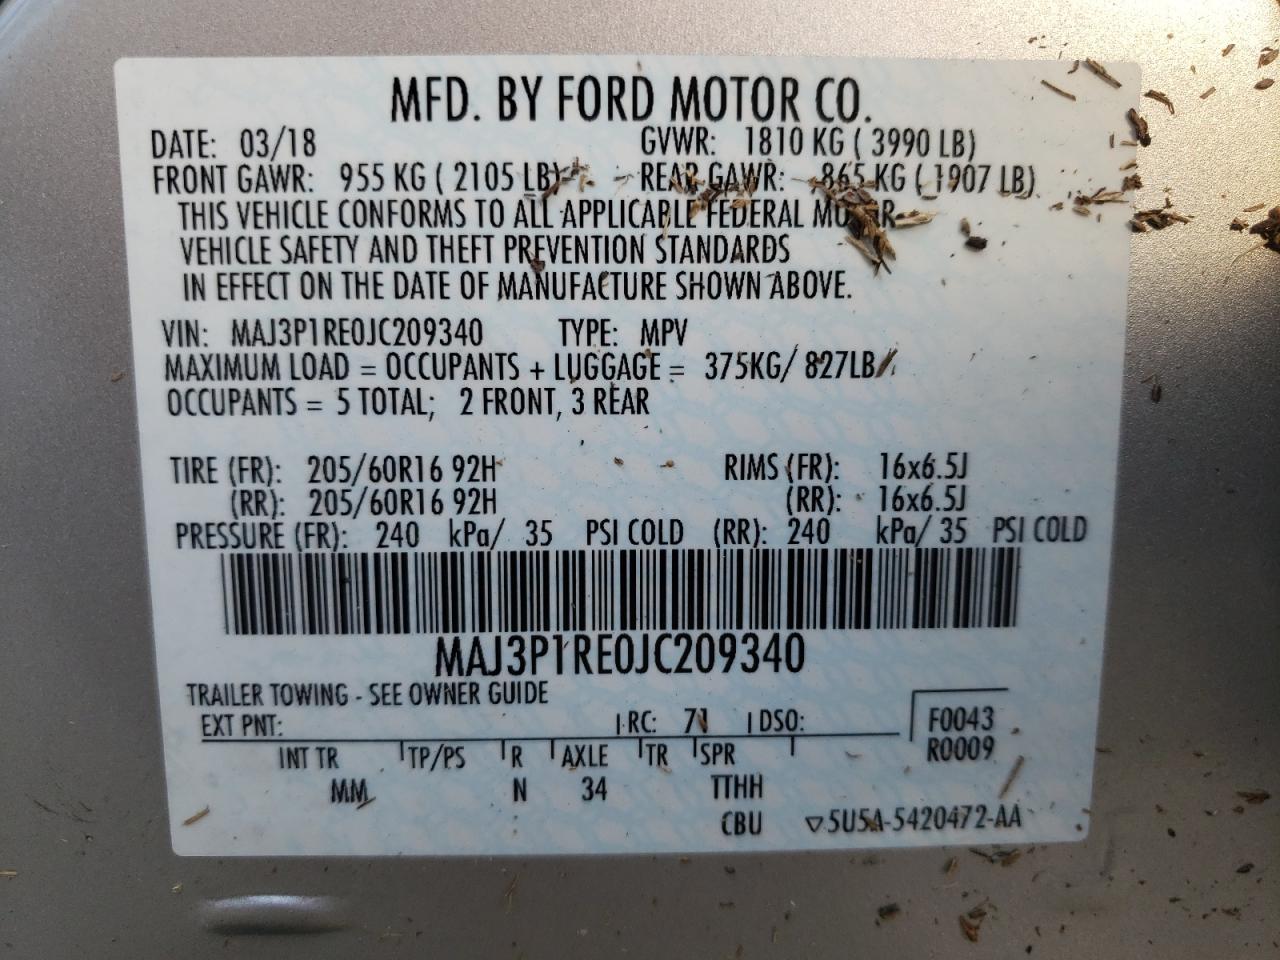 MFD. BY FORD MOTOR CO.
DATE: 03/18 GVWR: 1810 KG ( 3990 LB)
FRONT GAWR: 955 KG ( 2105 LB) REAR GAWR: 865 KG ( 1907 LB)
THIS VEHICLE CONFORMS TO ALL APPLICABLE FEDERAL MOTOR
VEHICLE SAFETY AND THEFT PREVENTION STANDARDS
IN EFFECT ON THE DATE OF MANUFACTURE SHOWN ABOVE.
VIN: MAJ3P1RE0JC209340 TYPE: MPV
MAXIMUM LOAD = OCCUPANTS + LUGGAGE = 375KG/ 827LB
OCCUPANTS = 5 TOTAL; 2 FRONT, 3 REAR
TIRE (FR): 205/60R16 92H RIMS (FR): 16x6.5J
(RR): 205/60R16 92H (RR): 16x6.5J
PRESSURE (FR): 240 kPa/ 35 PSI COLD (RR): 240 kPa/ 35 PSI COLD
MAJ3P1RE0JC209340
TRAILER TOWING - SEE OWNER GUIDE
EXT PNT: RC: 71 DSO: F0043
R0009
INT TR TP/PS R AXLE TR SPR
MM N 34 TTHH
CBU ▽5U5A-5420472-AA